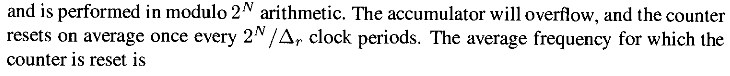 and is performed in modulo 2^N arithmetic. The accumulator will overflow, and the counter
resets on average once every 2^N/Δ_r clock periods. The average frequency for which the
counter is reset is